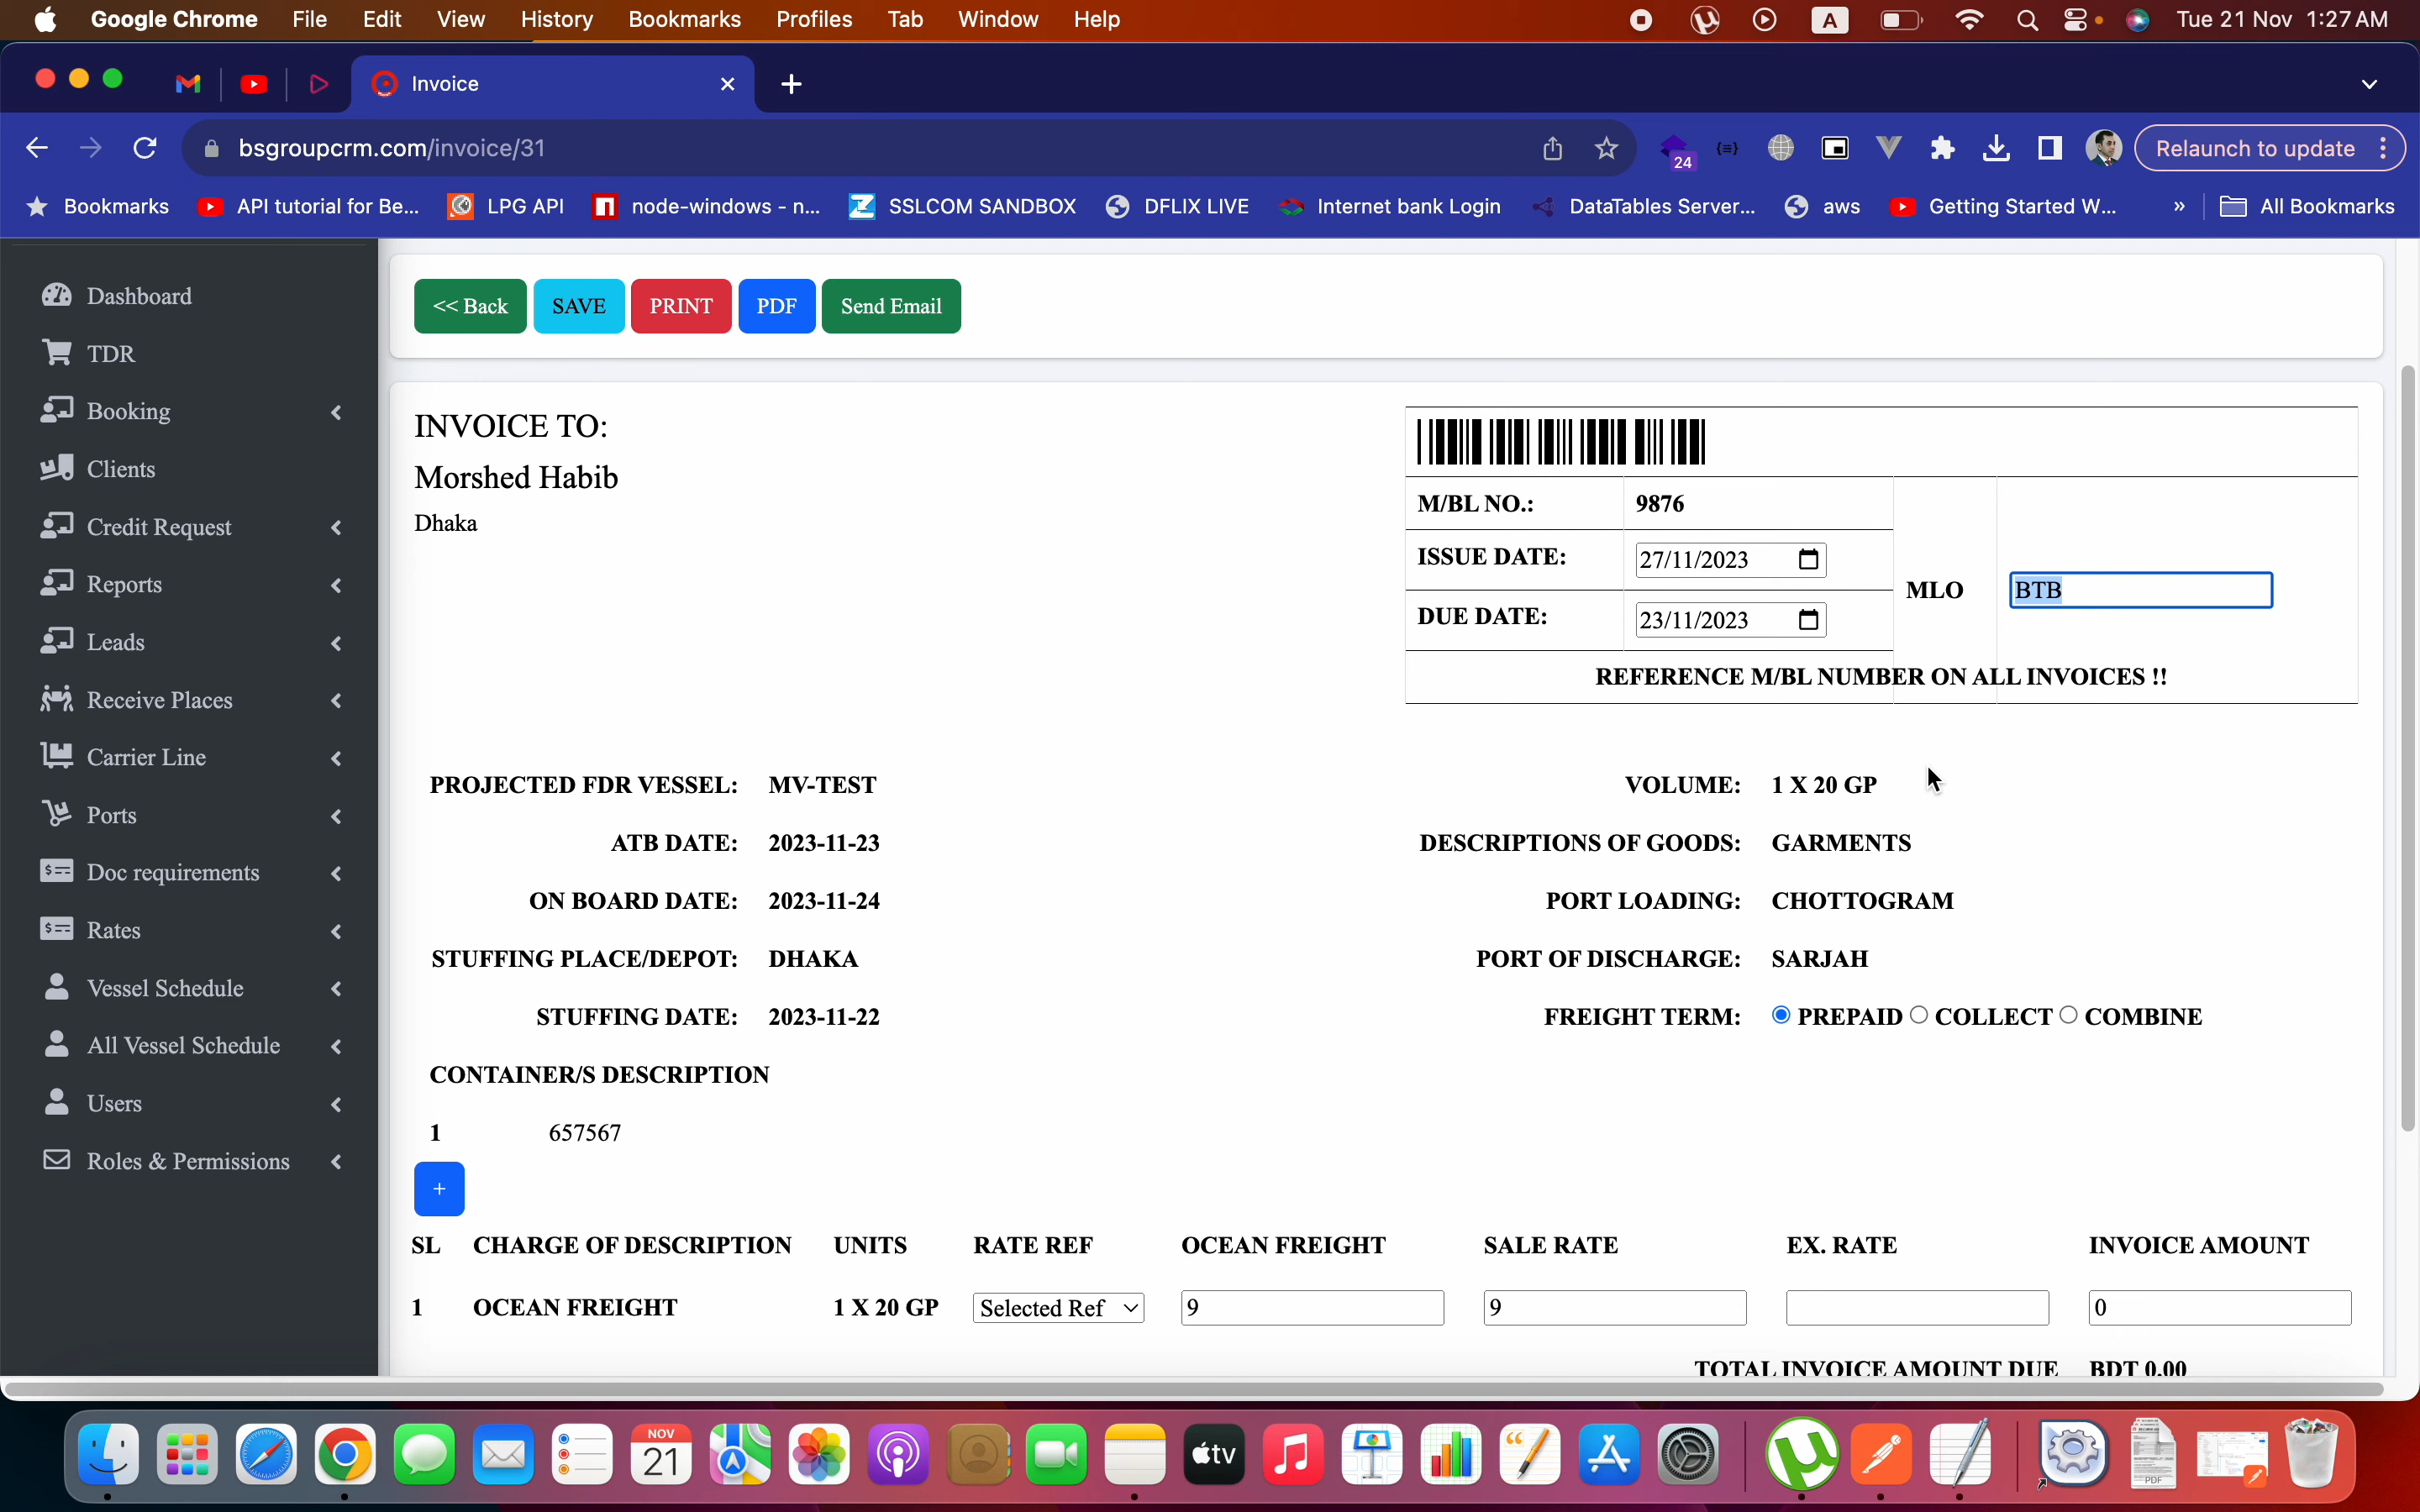 Google Chrome File Edit View History Bookmarks Profiles Tab Window Help A Tue 21 Nov 1:27 AM
Invoice
bsgroupcrm.com/invoice/31 24 {≡} Relaunch to update
Bookmarks API tutorial for Be... LPG API node-windows - n... SSLCOM SANDBOX DFLIX LIVE Internet bank Login DataTables Server... aws Getting Started W... » All Bookmarks
Dashboard
TDR
Booking
Clients
Credit Request
Reports
Leads
Receive Places
Carrier Line
Ports
Doc requirements
Rates
Vessel Schedule
All Vessel Schedule
Users
Roles & Permissions
<< Back SAVE PRINT PDF Send Email
INVOICE TO:
Morshed Habib
Dhaka
M/BL NO.: 9876
ISSUE DATE: 27/11/2023
DUE DATE: 23/11/2023
MLO BTB
REFERENCE M/BL NUMBER ON ALL INVOICES !!
PROJECTED FDR VESSEL: MV-TEST
ATB DATE: 2023-11-23
ON BOARD DATE: 2023-11-24
STUFFING PLACE/DEPOT: DHAKA
STUFFING DATE: 2023-11-22
VOLUME: 1 X 20 GP
DESCRIPTIONS OF GOODS: GARMENTS
PORT LOADING: CHOTTOGRAM
PORT OF DISCHARGE: SARJAH
FREIGHT TERM: PREPAID COLLECT COMBINE
CONTAINER/S DESCRIPTION
1 657567
+
SL CHARGE OF DESCRIPTION UNITS RATE REF OCEAN FREIGHT SALE RATE EX. RATE INVOICE AMOUNT
1 OCEAN FREIGHT 1 X 20 GP Selected Ref 9 9 0
TOTAL INVOICE AMOUNT DUE BDT 0.00
NOV
21
tv
PDF